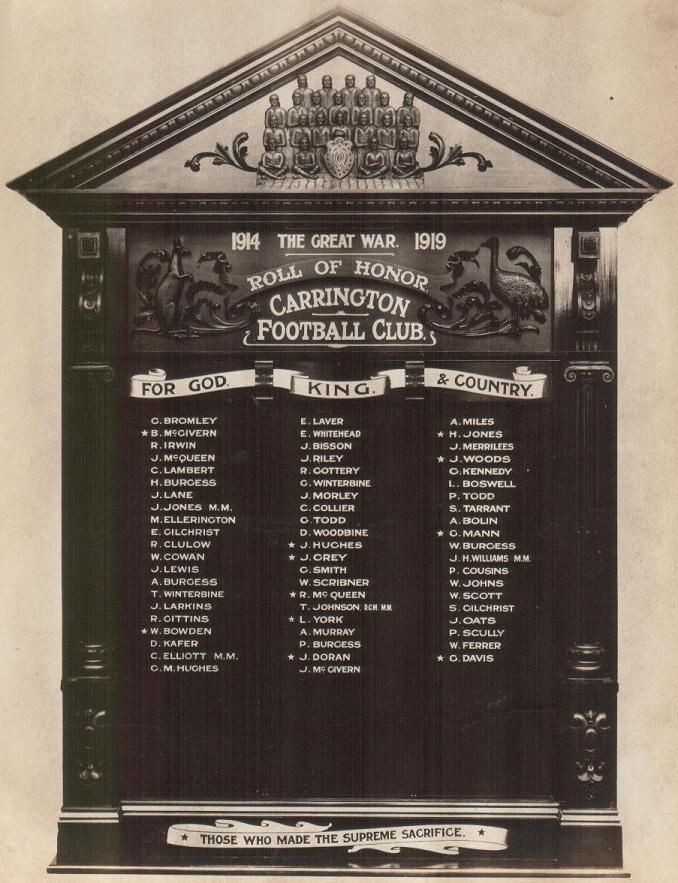 1914 THE GREAT WAR. 1919
ROLL OF HONOR
CARRINGTON
FOOTBALL CLUB.
FOR GOD. KING. & COUNTRY.
G. BROMLEY
★ B. McGIVERN
R. IRWIN
J. McQUEEN
C. LAMBERT
H. BURGESS
J. LANE
J. JONES M.M.
M. ELLERINGTON
E. GILCHRIST
R. CLULOW
W. COWAN
J. LEWIS
A. BURGESS
T. WINTERBINE
J. LARKINS
R. GITTINS
★ W. BOWDEN
D. KAFER
C. ELLIOTT M.M.
G. M. HUGHES
E. LAVER
E. WHITEHEAD
J. BISSON
J. RILEY
R. COTTERY
G. WINTERBINE
J. MORLEY
C. COLLIER
G. TODD
D. WOODBINE
★ J. HUGHES
★ J. GREY
G. SMITH
W. SCRIBNER
★ R. McQUEEN
T. JOHNSON. D.C.M. M.M.
★ L. YORK
A. MURRAY
P. BURGESS
★ J. DORAN
J. McGIVERN
A. MILES
★ H. JONES
J. MERRILEES
★ J. WOODS
G. KENNEDY
L. BOSWELL
P. TODD
S. TARRANT
A. BOLIN
★ G. MANN
W. BURGESS
J. H. WILLIAMS M.M.
P. COUSINS
W. JOHNS
W. SCOTT
S. GILCHRIST
J. OATS
P. SCULLY
W. FERRER
★ G. DAVIS
★ THOSE WHO MADE THE SUPREME SACRIFICE. ★